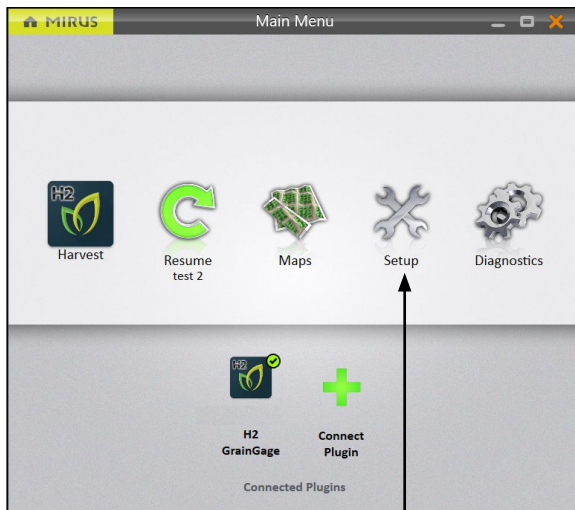 MIRUS
Main Menu
H2
Harvest
Resume
test 2
Maps
Setup
Diagnostics
H2
H2
GrainGage
Connect
Plugin
Connected Plugins